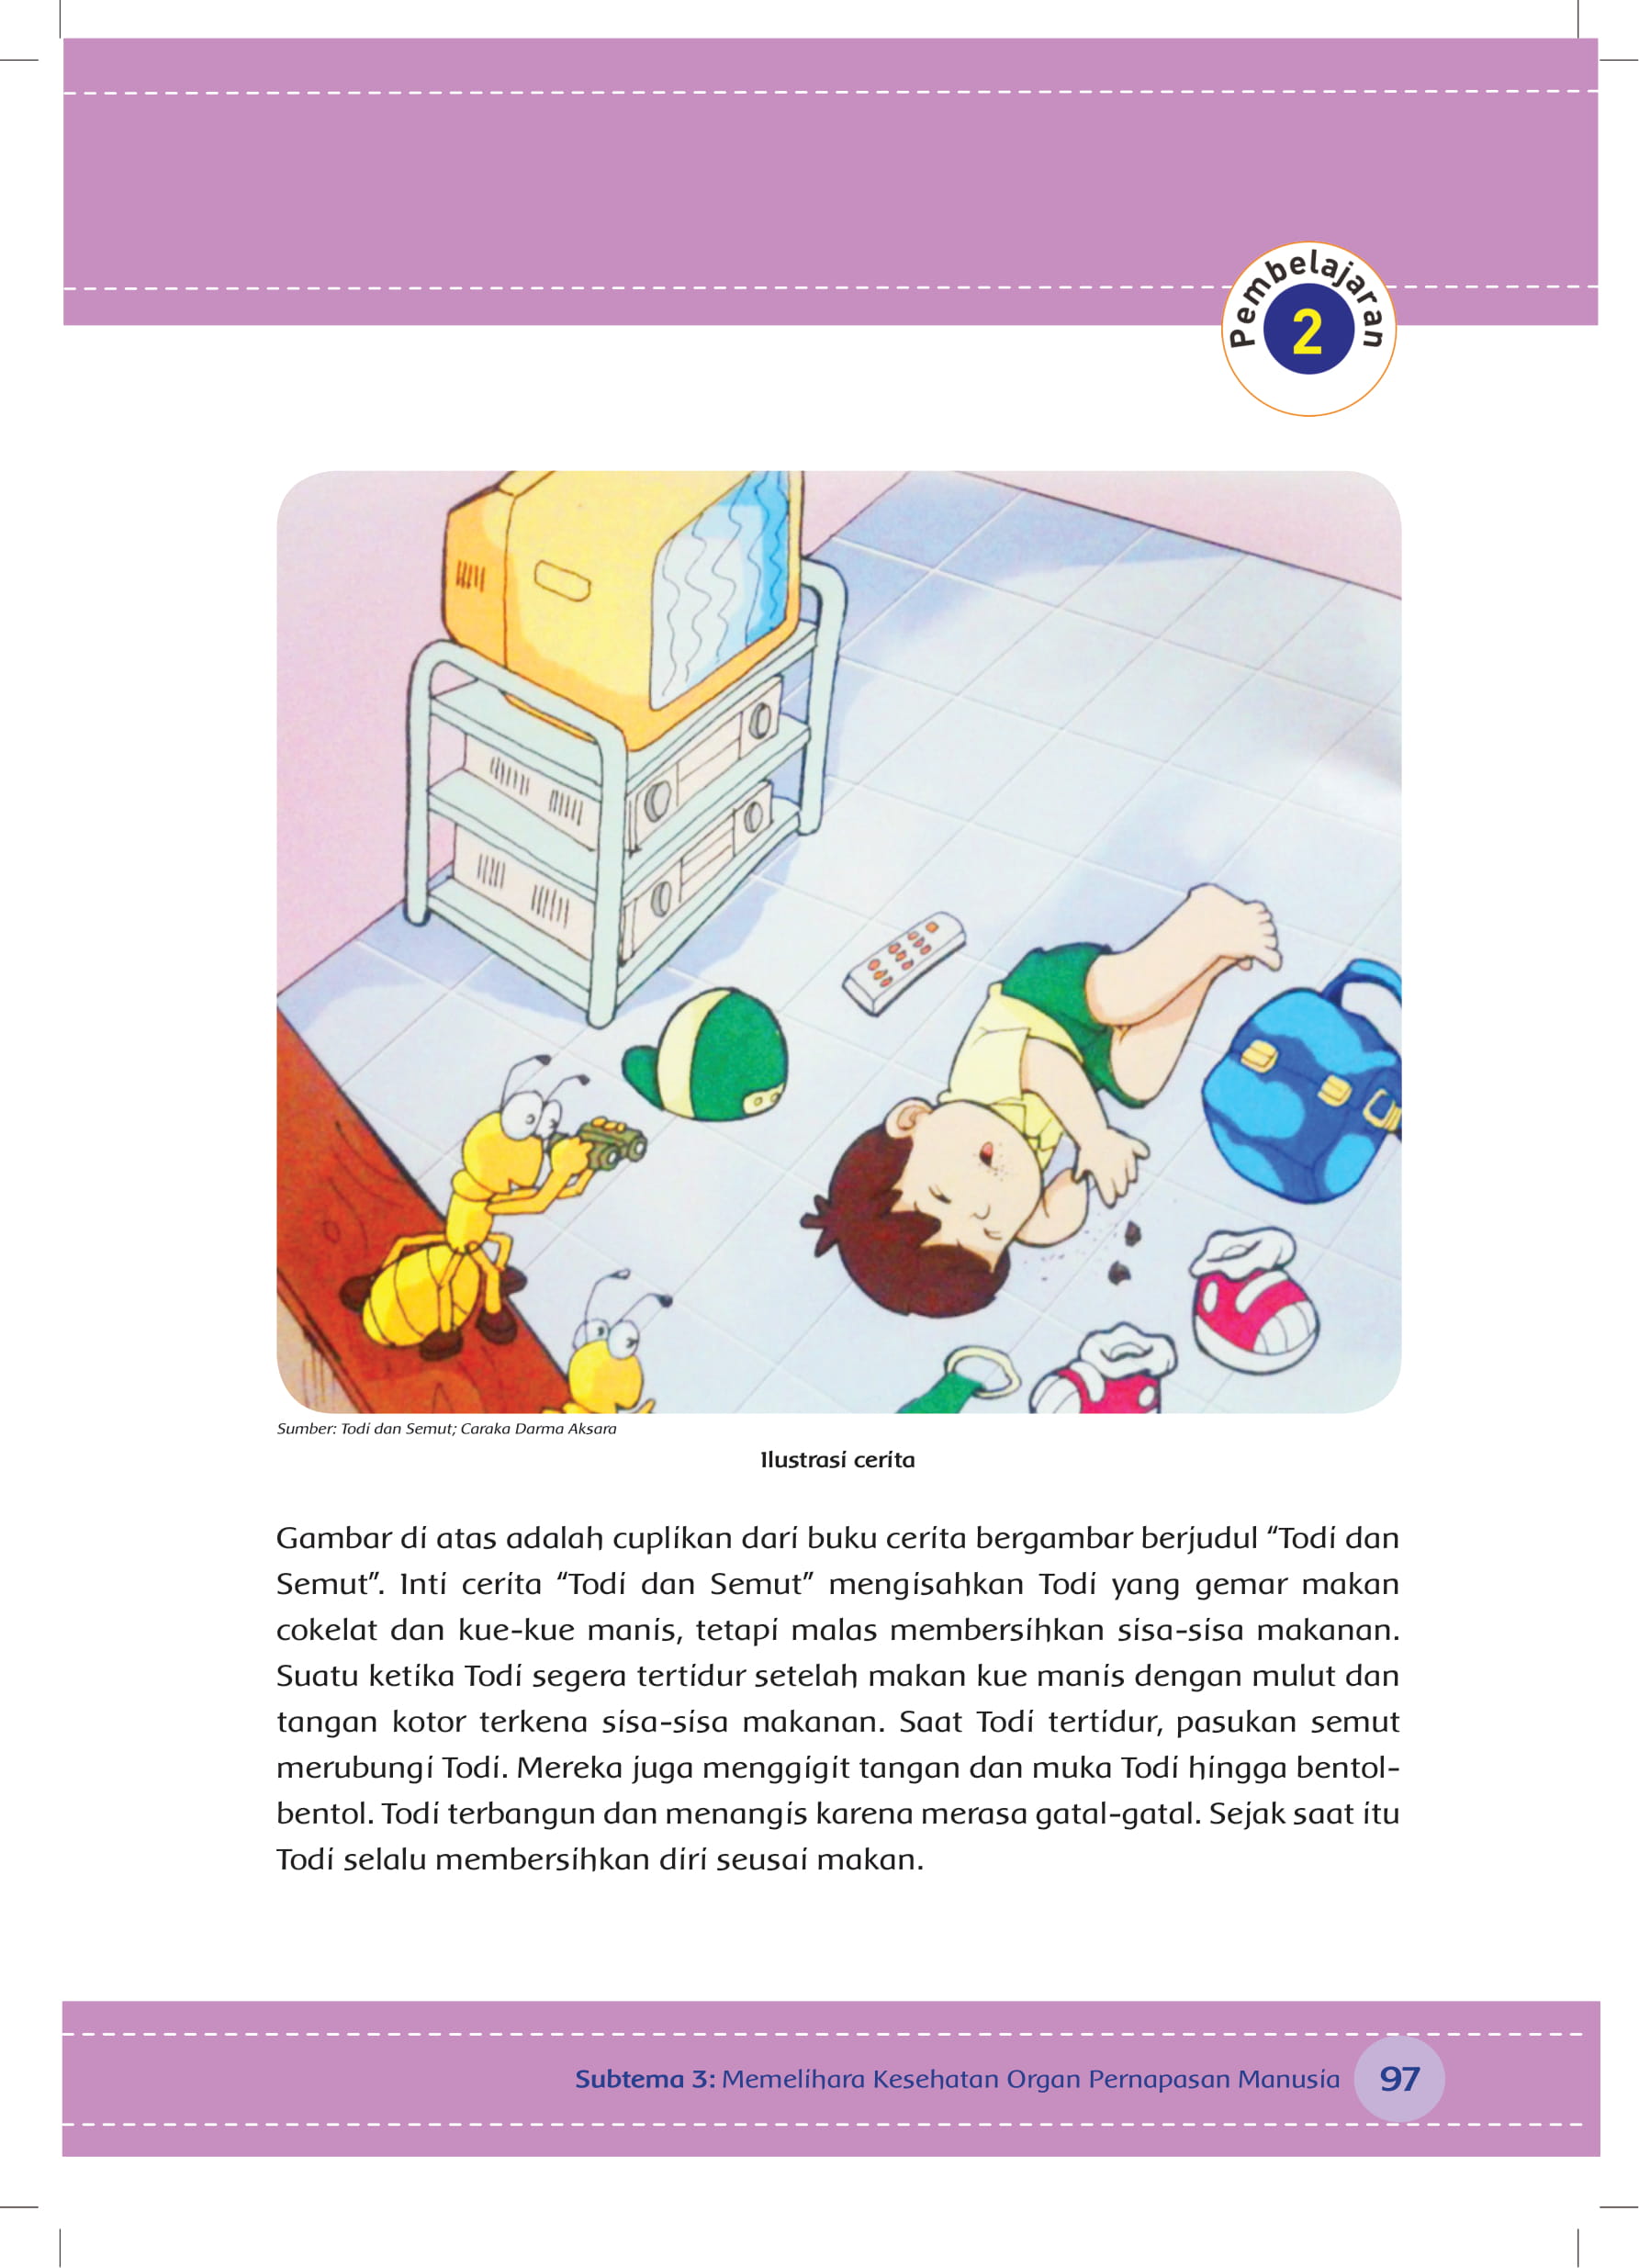 Pembelajaran
2
Sumber: Todi dan Semut; Caraka Darma Aksara
Ilustrasi cerita
Gambar di atas adalah cuplikan dari buku cerita bergambar berjudul “Todi dan
Semut”. Inti cerita “Todi dan Semut” mengisahkan Todi yang gemar makan
cokelat dan kue-kue manis, tetapi malas membersihkan sisa-sisa makanan.
Suatu ketika Todi segera tertidur setelah makan kue manis dengan mulut dan
tangan kotor terkena sisa-sisa makanan. Saat Todi tertidur, pasukan semut
merubungi Todi. Mereka juga menggigit tangan dan muka Todi hingga bentol-
bentol. Todi terbangun dan menangis karena merasa gatal-gatal. Sejak saat itu
Todi selalu membersihkan diri seusai makan.
Subtema 3: Memelihara Kesehatan Organ Pernapasan Manusia
97